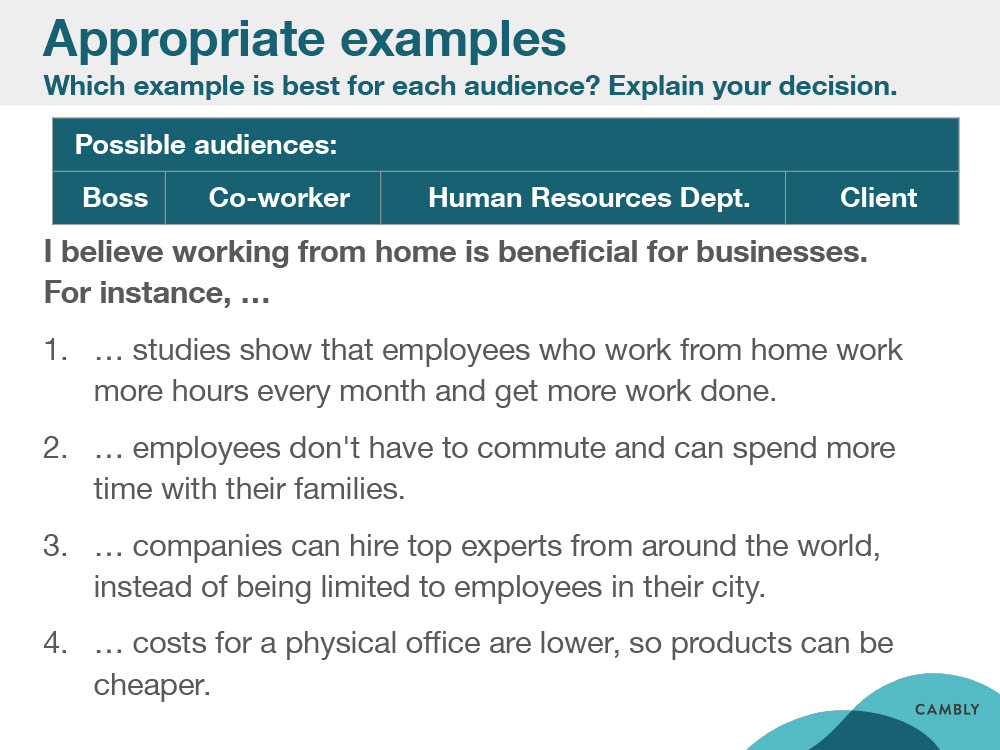 Appropriate examples
Which example is best for each audience? Explain your decision.
Possible audiences:
Boss Co-worker Human Resources Dept. Client
I believe working from home is beneficial for businesses.
For instance, …
1. … studies show that employees who work from home work
more hours every month and get more work done.
2. … employees don't have to commute and can spend more
time with their families.
3. … companies can hire top experts from around the world,
instead of being limited to employees in their city.
4. … costs for a physical office are lower, so products can be
cheaper.
CAMBLY